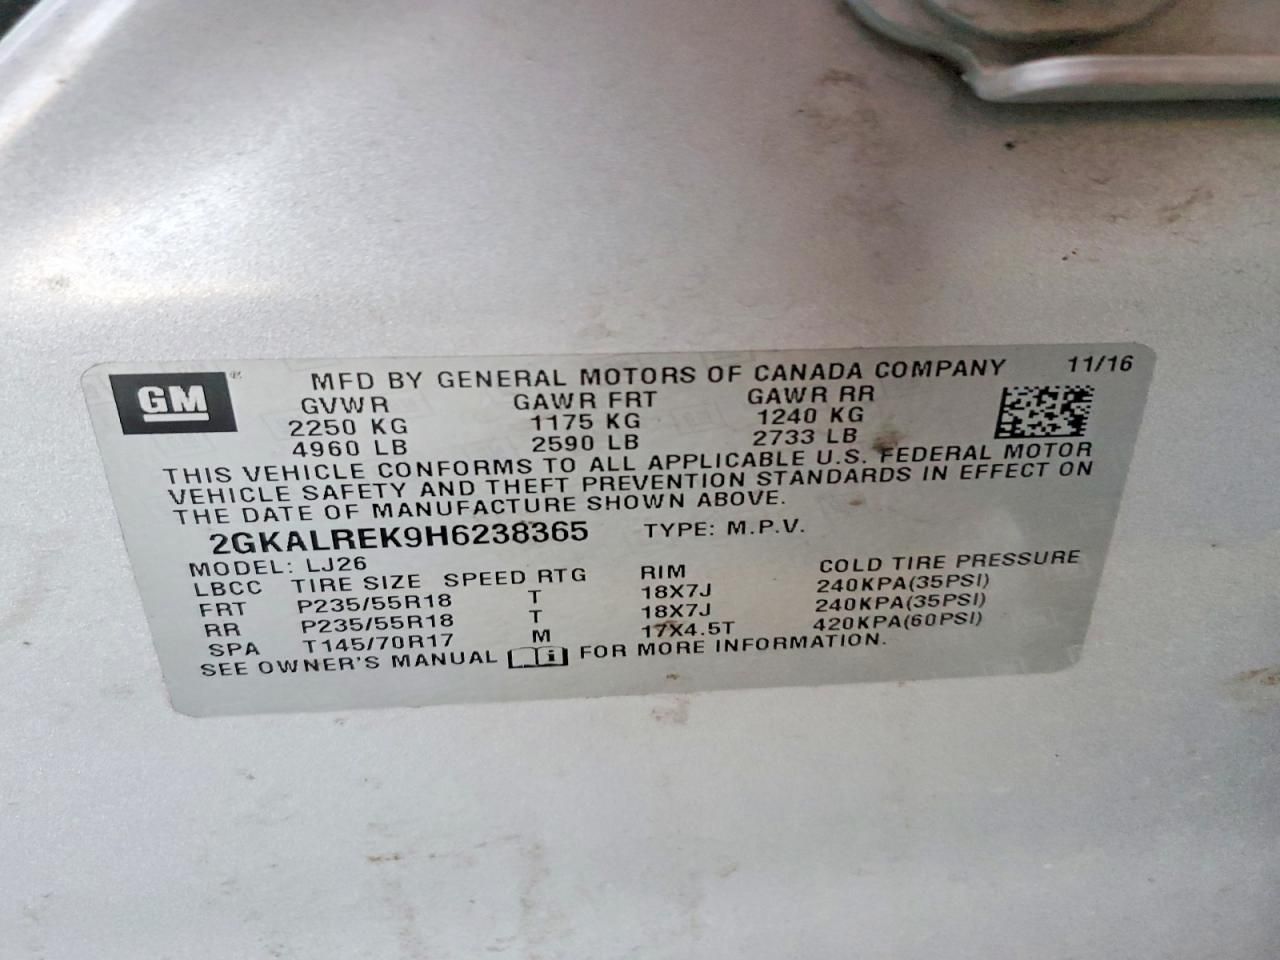 GM MFD BY GENERAL MOTORS OF CANADA COMPANY 11/16
GVWR GAWR FRT GAWR RR
2250 KG 1175 KG 1240 KG
4960 LB 2590 LB 2733 LB
THIS VEHICLE CONFORMS TO ALL APPLICABLE U.S. FEDERAL MOTOR
VEHICLE SAFETY AND THEFT PREVENTION STANDARDS IN EFFECT ON
THE DATE OF MANUFACTURE SHOWN ABOVE.
2GKALREK9H6238365 TYPE: M.P.V.
MODEL: LJ26
LBCC TIRE SIZE SPEED RTG RIM COLD TIRE PRESSURE
FRT P235/55R18 T 18X7J 240KPA(35PSI)
RR P235/55R18 T 18X7J 240KPA(35PSI)
SPA T145/70R17 M 17X4.5T 420KPA(60PSI)
SEE OWNER'S MANUAL i FOR MORE INFORMATION.